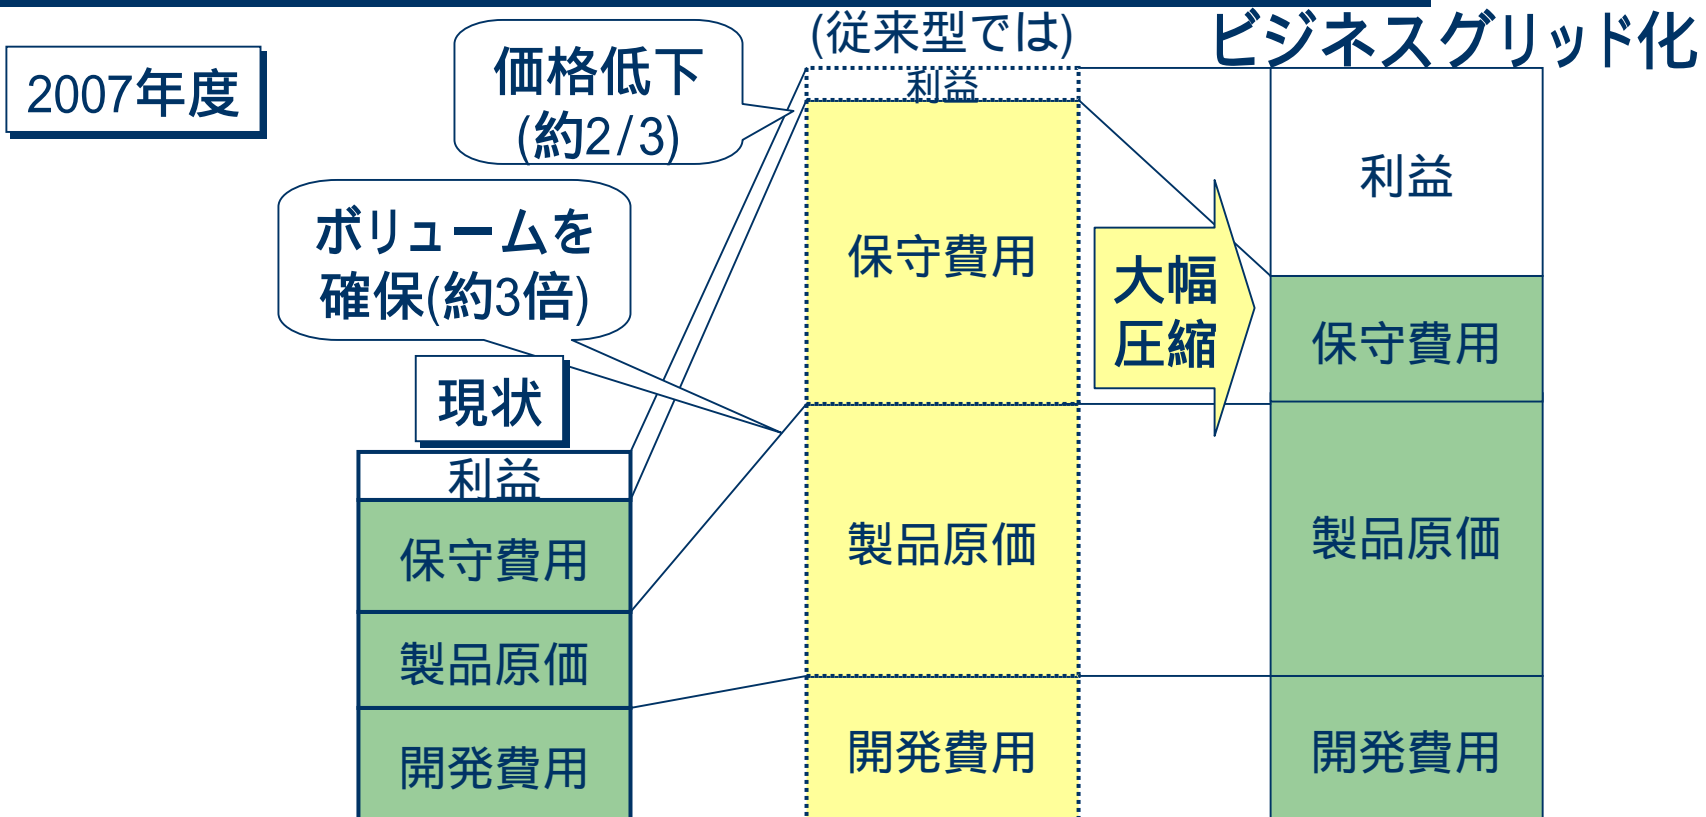 (従来型では)
ビジネスグリッド化
2007年度
価格低下
(約2/3)
ボリュームを
確保(約3倍)
現状
利益
保守費用
製品原価
開発費用
利益
保守費用
製品原価
開発費用
大幅
圧縮
利益
保守費用
製品原価
開発費用